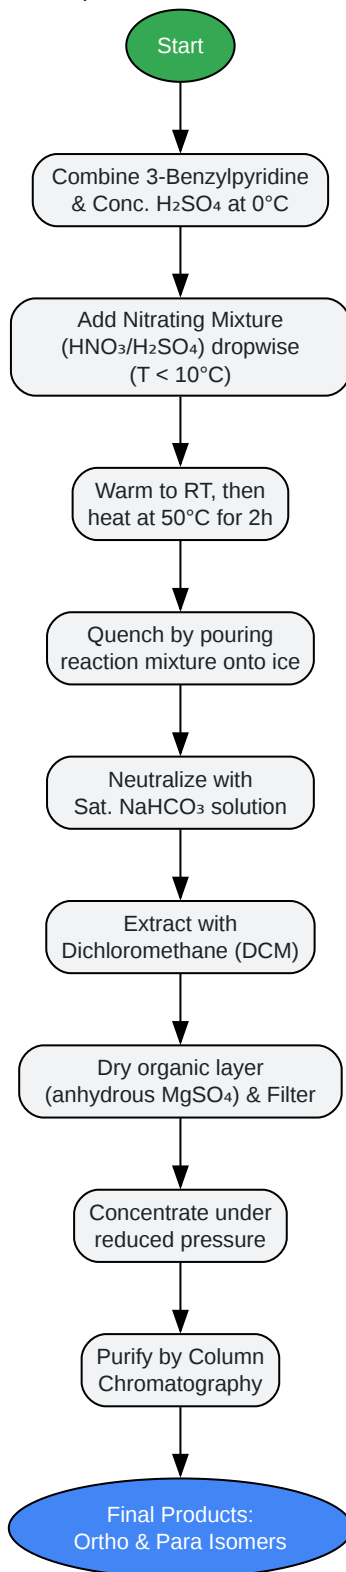 Start
Combine 3-Benzylpyridine
& Conc. H₂SO₄ at 0°C
Add Nitrating Mixture
(HNO₃/H₂SO₄) dropwise
(T < 10°C)
Warm to RT, then
heat at 50°C for 2h
Quench by pouring
reaction mixture onto ice
Neutralize with
Sat. NaHCO₃ solution
Extract with
Dichloromethane (DCM)
Dry organic layer
(anhydrous MgSO₄) & Filter
Concentrate under
reduced pressure
Purify by Column
Chromatography
Final Products:
Ortho & Para Isomers